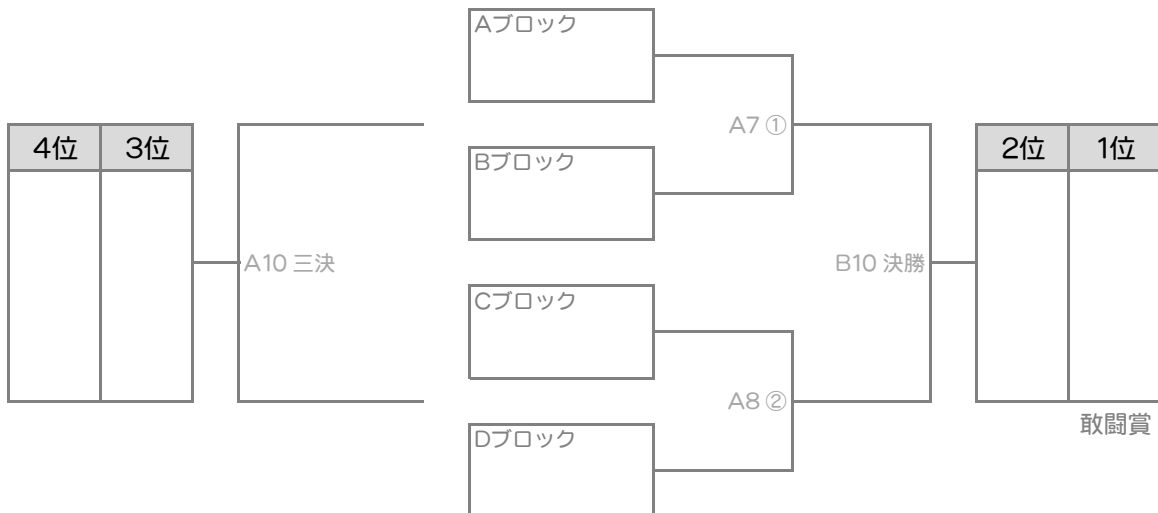 Aブロック
A7 ①
4位 3位
2位 1位
Bブロック
A10 三決
B10 決勝
Cブロック
A8 ②
敢闘賞
Dブロック